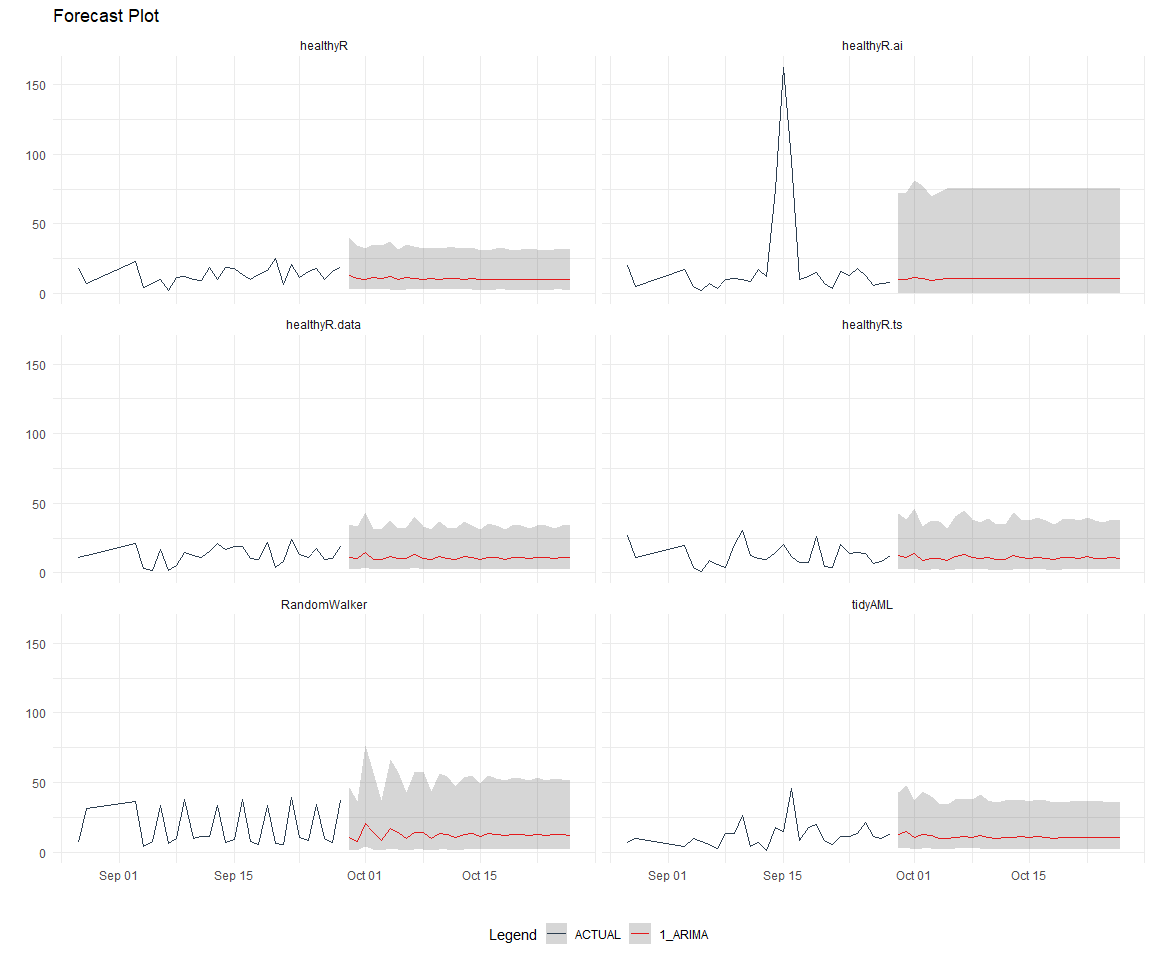 Forecast Plot
healthyR
healthyR.ai
150
100
50
0
healthyR.data
healthyR.ts
150
100
50
0
RandomWalker
tidyAML
150
100
50
0
Sep 01 Sep 15 Oct 01 Oct 15
Sep 01 Sep 15 Oct 01 Oct 15
Legend ACTUAL 1_ARIMA